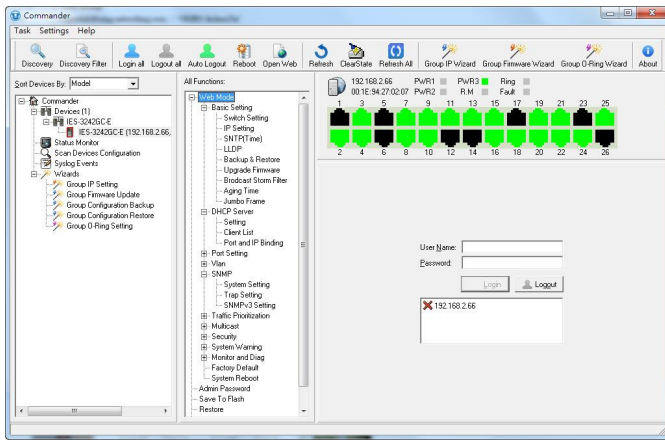 Commander
Task Settings Help
Discovery Discovery Filter Login all Logout all Auto Logout Reboot Open Web Refresh ClearState Refresh All Group IP Wizard Group Firmware Wizard Group O-Ring Wizard About
Sort Devices By: Model
Commander
Devices (1)
IES-3242GC-E
IES-3242GC-E (192.168.2.66,
Status Monitor
Scan Devices Configuration
Syslog Events
Wizards
Group IP Setting
Group Firmware Update
Group Configuration Backup
Group Configuration Restore
Group O-Ring Setting
All Functions:
Web Mode
Basic Setting
Switch Setting
IP Setting
SNTP(Time)
LLDP
Backup & Restore
Upgrade Firmware
Brodcast Storm Filter
Aging Time
Jumbo Frame
DHCP Server
Setting
Client List
Port and IP Binding
Port Setting
Vlan
SNMP
System Setting
Trap Setting
SNMPv3 Setting
Traffic Prioritization
Multicast
Security
System Warning
Monitor and Diag
Factory Default
System Reboot
Admin Password
Save To Flash
Restore
192.168.2.66 PWR1 PWR3 Ring
00:1E:94:27:02:07 PWR2 R.M Fault
1 3 5 7 9 11 13 15 17 19 21 23 25
2 4 6 8 10 12 14 16 18 20 22 24 26
User Name:
Password:
Login Loggut
192.168.2.66